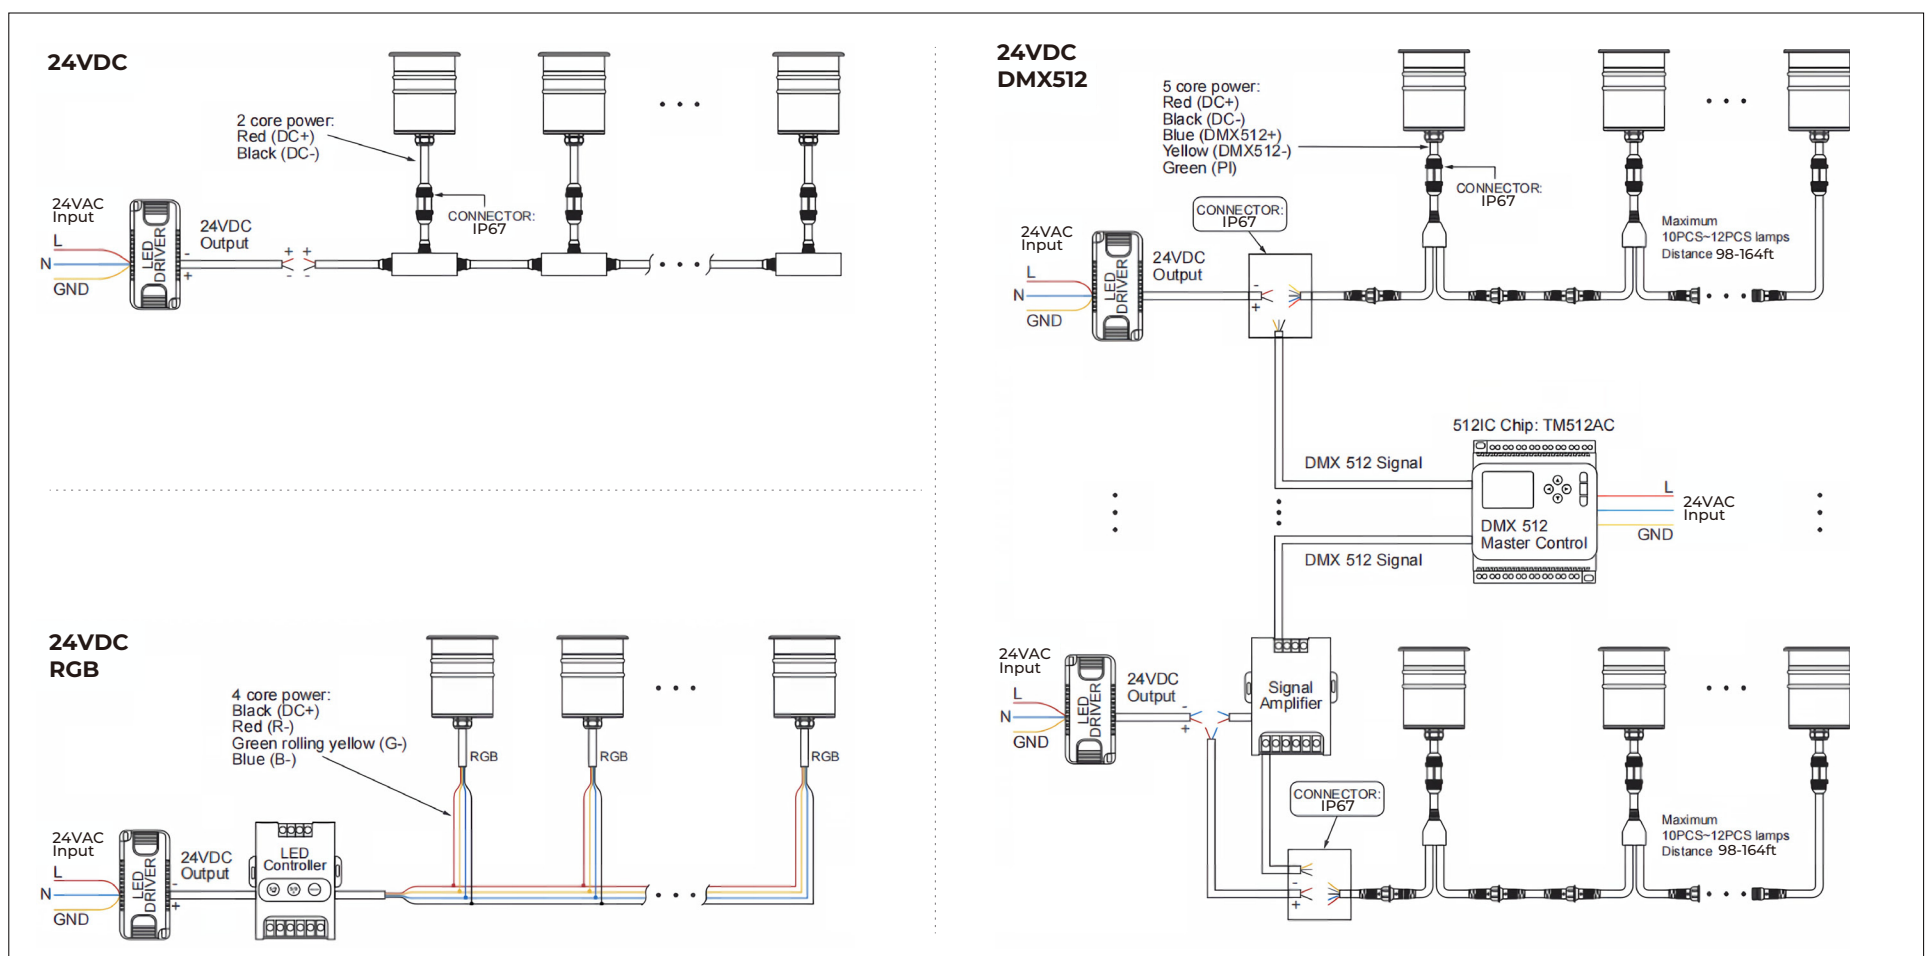 24VDC
2 core power:
Red (DC+)
Black (DC-)
24VAC
Input
L
N
GND
LED
DRIVER
24VDC
Output
-
+
+ +
- -
CONNECTOR:
IP67
24VDC
RGB
4 core power:
Black (DC+)
Red (R-)
Green rolling yellow (G-)
Blue (B-)
RGB
RGB
RGB
24VAC
Input
L
N
GND
LED
DRIVER
24VDC
Output
-
+
LED
Controller
24VDC
DMX512
5 core power:
Red (DC+)
Black (DC-)
Blue (DMX512+)
Yellow (DMX512-)
Green (PI)
CONNECTOR:
IP67
CONNECTOR:
IP67
24VAC
Input
L
N
GND
LED
DRIVER
24VDC
Output
-
+
Maximum
10PCS~12PCS lamps
Distance 98-164ft
512IC Chip: TM512AC
DMX 512 Signal
DMX 512
Master Control
L
24VAC
Input
GND
DMX 512 Signal
24VAC
Input
L
N
GND
LED
DRIVER
24VDC
Output
-
+
Signal
Amplifier
CONNECTOR:
IP67
-
+
Maximum
10PCS~12PCS lamps
Distance 98-164ft